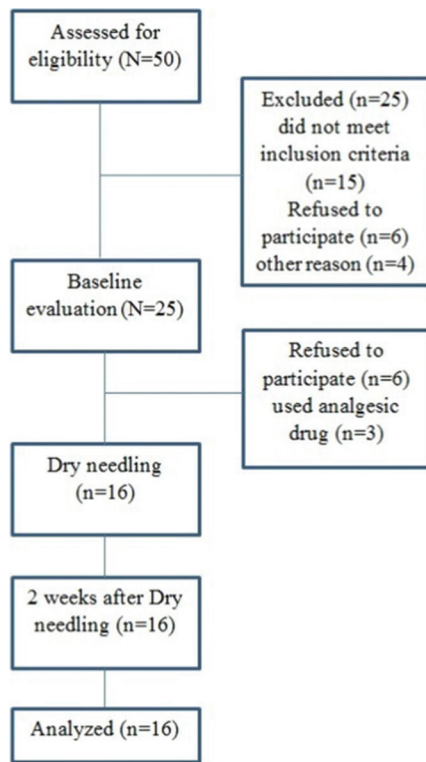 Assessed for
eligibility (N=50)
Excluded (n=25)
did not meet
inclusion criteria
(n=15)
Refused to
participate (n=6)
other reason (n=4)
Baseline
evaluation (N=25)
Refused to
participate (n=6)
used analgesic
drug (n=3)
Dry needling
(n=16)
2 weeks after Dry
needling (n=16)
Analyzed (n=16)